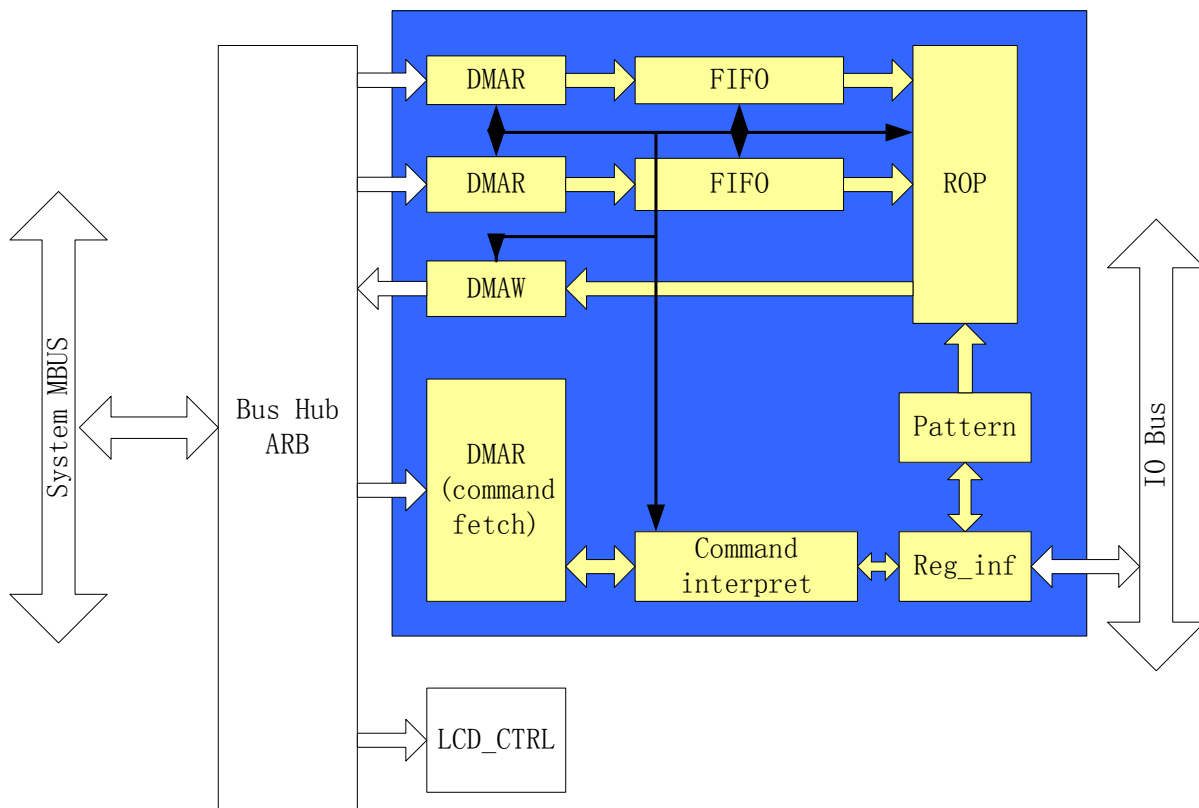 DMAR
FIFO
DMAR
FIFO
ROP
DMAW
System MBUS
Bus Hub
ARB
DMAR
(command
fetch)
Pattern
IO Bus
Command
interpret
Reg_inf
LCD_CTRL